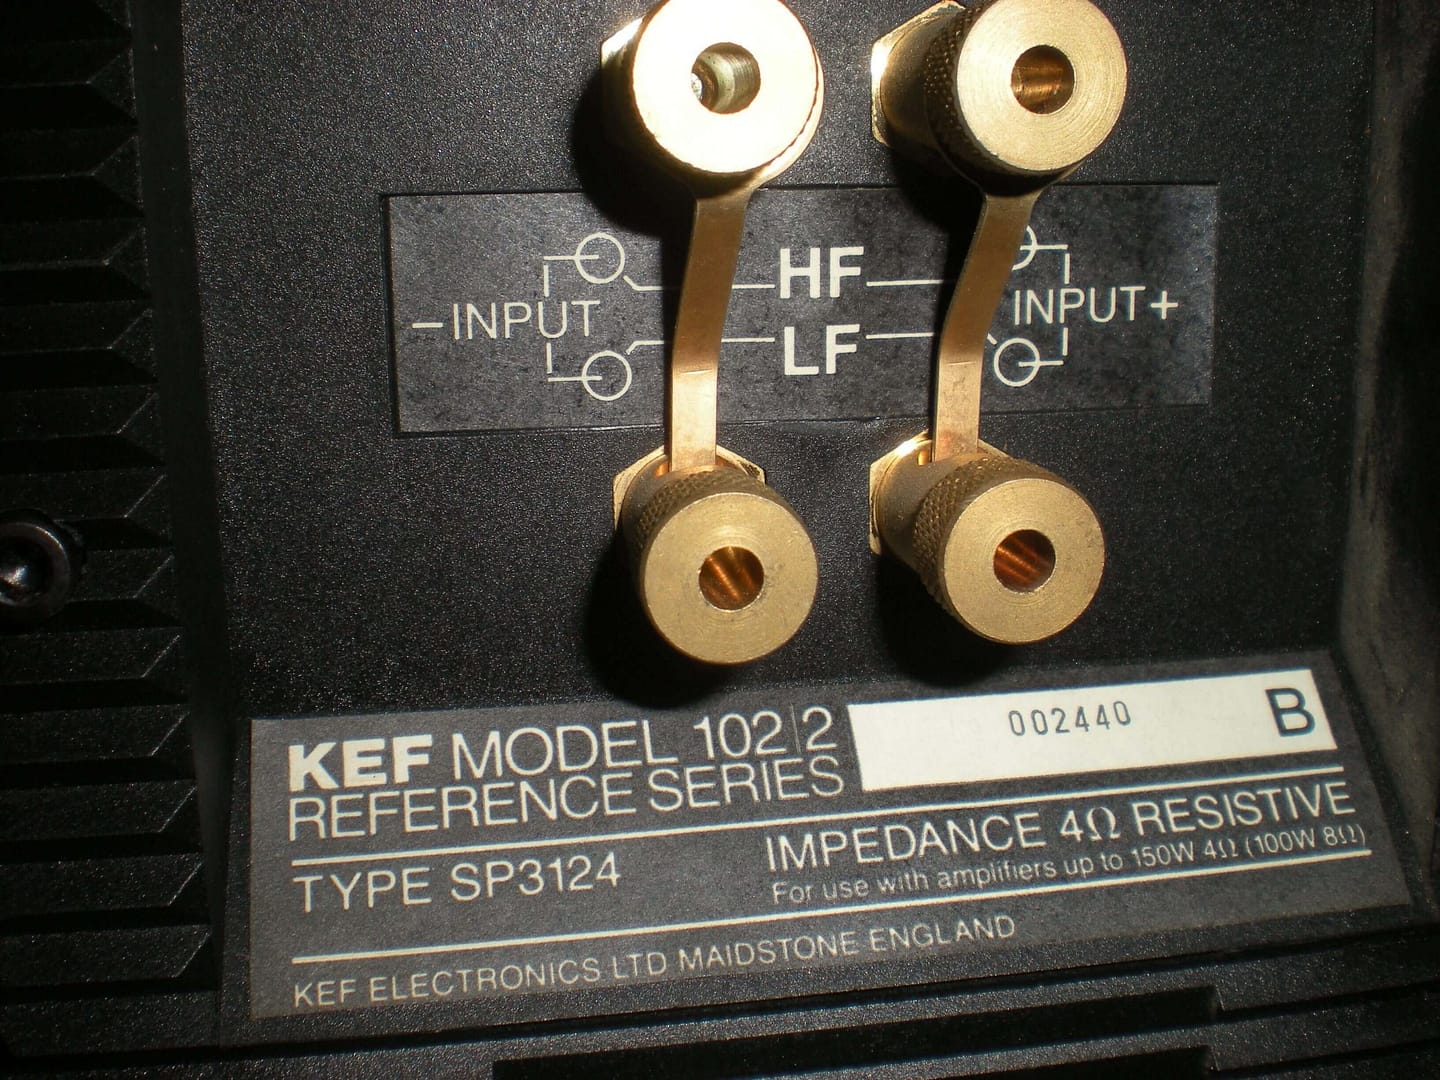 HF
−INPUT INPUT+
LF
KEF MODEL 102/2 002440 B
REFERENCE SERIES
TYPE SP3124 IMPEDANCE 4Ω RESISTIVE
For use with amplifiers up to 150W 4Ω (100W 8Ω)
KEF ELECTRONICS LTD MAIDSTONE ENGLAND